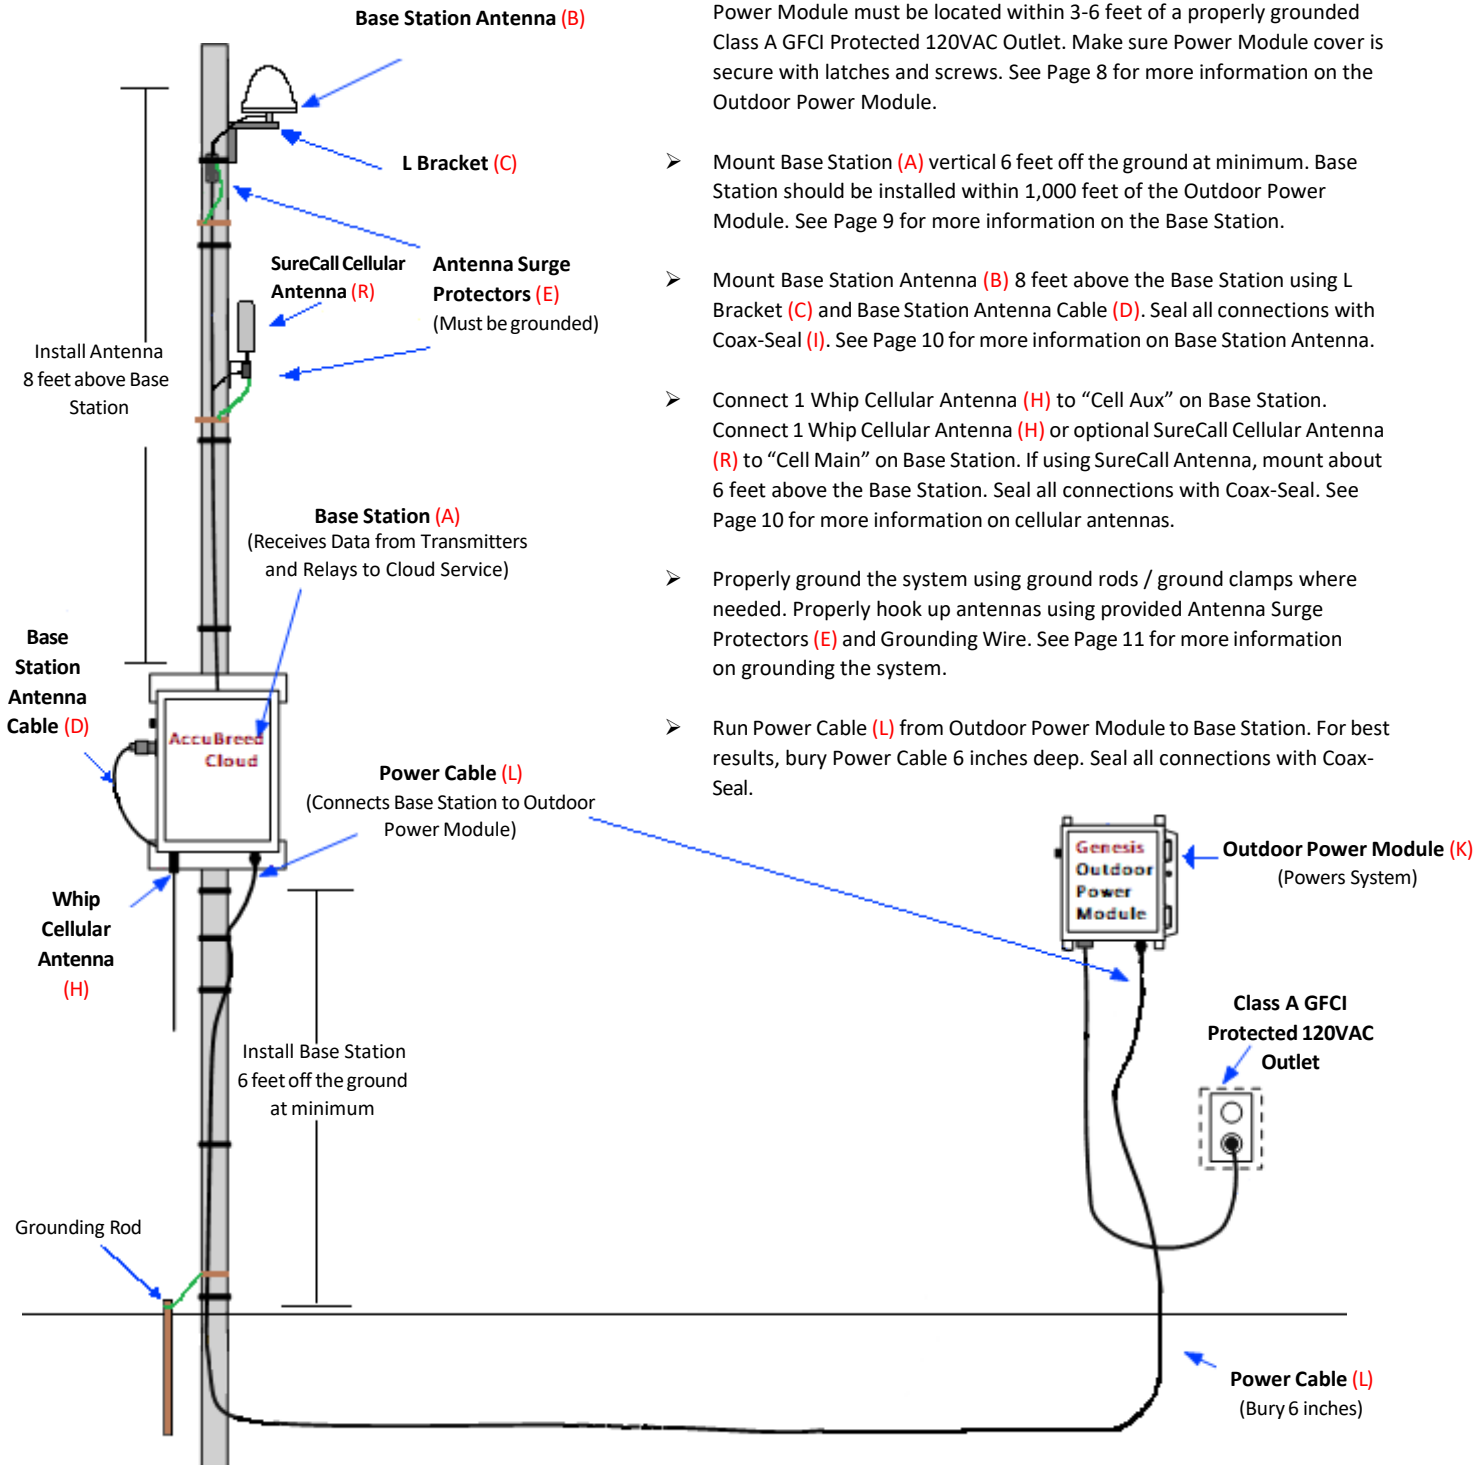 Base Station Antenna (B)
L Bracket (C)
SureCall Cellular
Antenna (R)
Antenna Surge
Protectors (E)
(Must be grounded)
Install Antenna
8 feet above Base
Station
Base Station (A)
(Receives Data from Transmitters
and Relays to Cloud Service)
Base
Station
Antenna
Cable (D)
AccuBreed
Cloud
Power Cable (L)
(Connects Base Station to Outdoor
Power Module)
Whip
Cellular
Antenna
(H)
Install Base Station
6 feet off the ground
at minimum
Grounding Rod
Power Module must be located within 3-6 feet of a properly grounded
Class A GFCI Protected 120VAC Outlet. Make sure Power Module cover is
secure with latches and screws. See Page 8 for more information on the
Outdoor Power Module.
➢ Mount Base Station (A) vertical 6 feet off the ground at minimum. Base
Station should be installed within 1,000 feet of the Outdoor Power
Module. See Page 9 for more information on the Base Station.
➢ Mount Base Station Antenna (B) 8 feet above the Base Station using L
Bracket (C) and Base Station Antenna Cable (D). Seal all connections with
Coax-Seal (I). See Page 10 for more information on Base Station Antenna.
➢ Connect 1 Whip Cellular Antenna (H) to “Cell Aux” on Base Station.
Connect 1 Whip Cellular Antenna (H) or optional SureCall Cellular Antenna
(R) to “Cell Main” on Base Station. If using SureCall Antenna, mount about
6 feet above the Base Station. Seal all connections with Coax-Seal. See
Page 10 for more information on cellular antennas.
➢ Properly ground the system using ground rods / ground clamps where
needed. Properly hook up antennas using provided Antenna Surge
Protectors (E) and Grounding Wire. See Page 11 for more information
on grounding the system.
➢ Run Power Cable (L) from Outdoor Power Module to Base Station. For best
results, bury Power Cable 6 inches deep. Seal all connections with Coax-
Seal.
Genesis
Outdoor
Power
Module
Outdoor Power Module (K)
(Powers System)
Class A GFCI
Protected 120VAC
Outlet
Power Cable (L)
(Bury 6 inches)